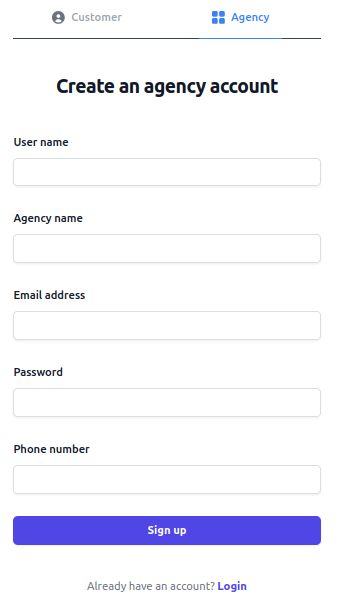 Customer Agency
Create an agency account
User name
Agency name
Email address
Password
Phone number
Sign up
Already have an account? Login